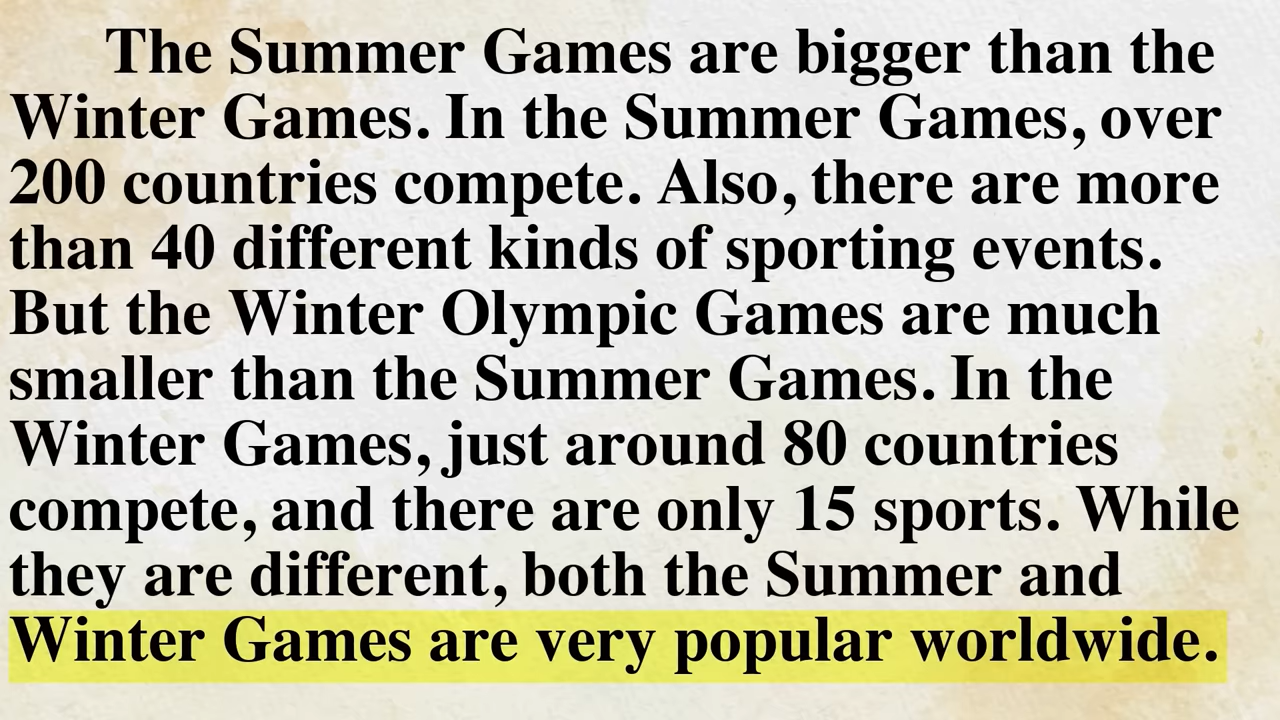 The Summer Games are bigger than the
Winter Games. In the Summer Games, over
200 countries compete. Also, there are more
than 40 different kinds of sporting events.
But the Winter Olympic Games are much
smaller than the Summer Games. In the
Winter Games, just around 80 countries
compete, and there are only 15 sports. While
they are different, both the Summer and
Winter Games are very popular worldwide.